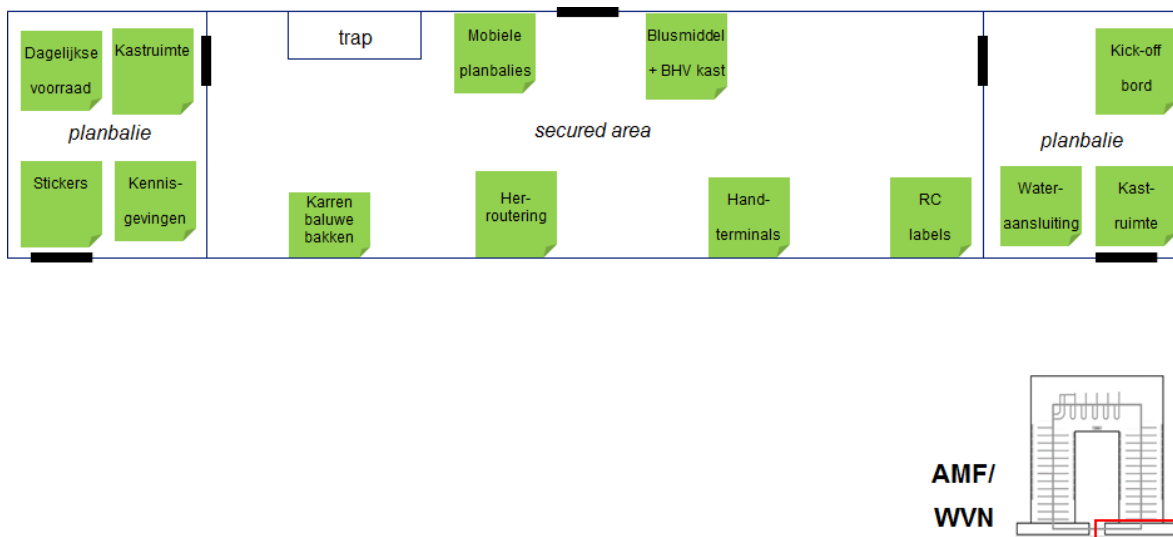 Dagelijkse
voorraad
Kastruimte
planbalie
Stickers
Kennis-
gevingen
trap
Mobiele
planbalies
Blusmiddel
+ BHV kast
secured area
Karren
baluwe
bakken
Her-
routering
Hand-
terminals
RC
labels
Kick-off
bord
planbalie
Water-
aansluiting
Kast-
ruimte
AMF/
WVN